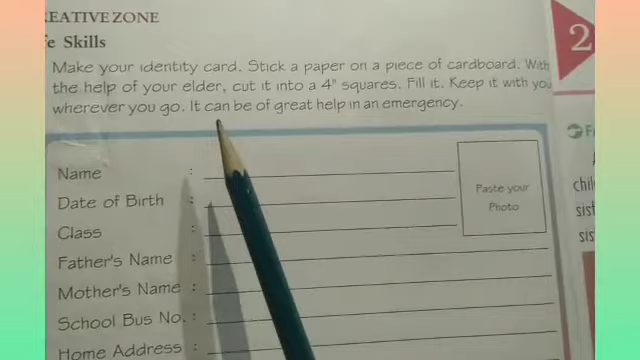 REATIVE ZONE
fe Skills
Make your identity card. Stick a paper on a piece of cardboard. With
the help of your elder, cut it into a 4" squares. Fill it. Keep it with you
wherever you go. It can be of great help in an emergency.
Name :
Date of Birth :
Class
Father's Name :
Mother's Name :
School Bus No. :
Home Address :
Paste your
Photo
2
F
chil
sist
sis